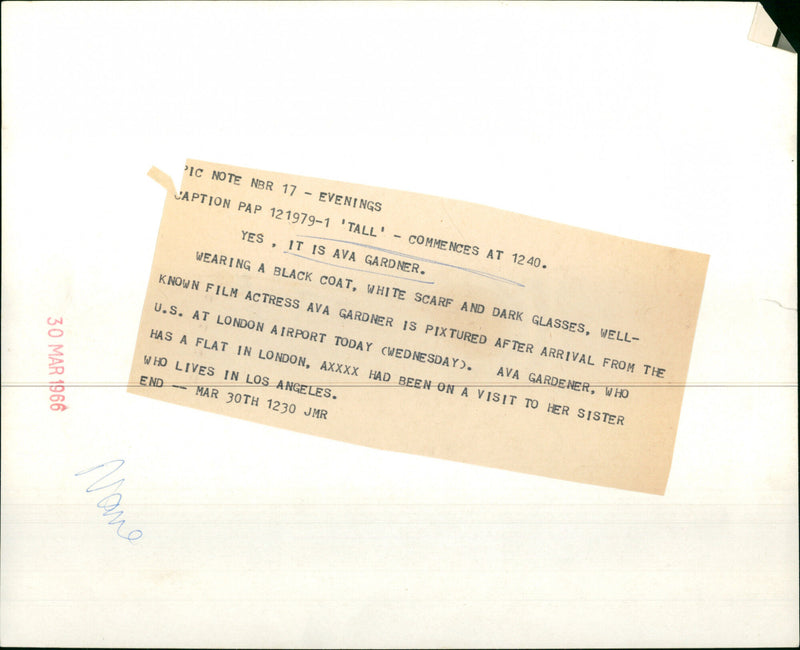 PIC NOTE NBR 17 - EVENINGS
CAPTION PAP 121979-1 'TALL' - COMMENCES AT 1240.
YES , IT IS AVA GARDNER.
WEARING A BLACK COAT, WHITE SCARF AND DARK GLASSES, WELL-
KNOWN FILM ACTRESS AVA GARDNER IS PIXTURED AFTER ARRIVAL FROM THE
U.S. AT LONDON AIRPORT TODAY (WEDNESDAY). AVA GARDENER, WHO
HAS A FLAT IN LONDON, AXXXX HAD BEEN ON A VISIT TO HER SISTER
WHO LIVES IN LOS ANGELES.
END -- MAR 30TH 1230 JMR
30 MAR 1966